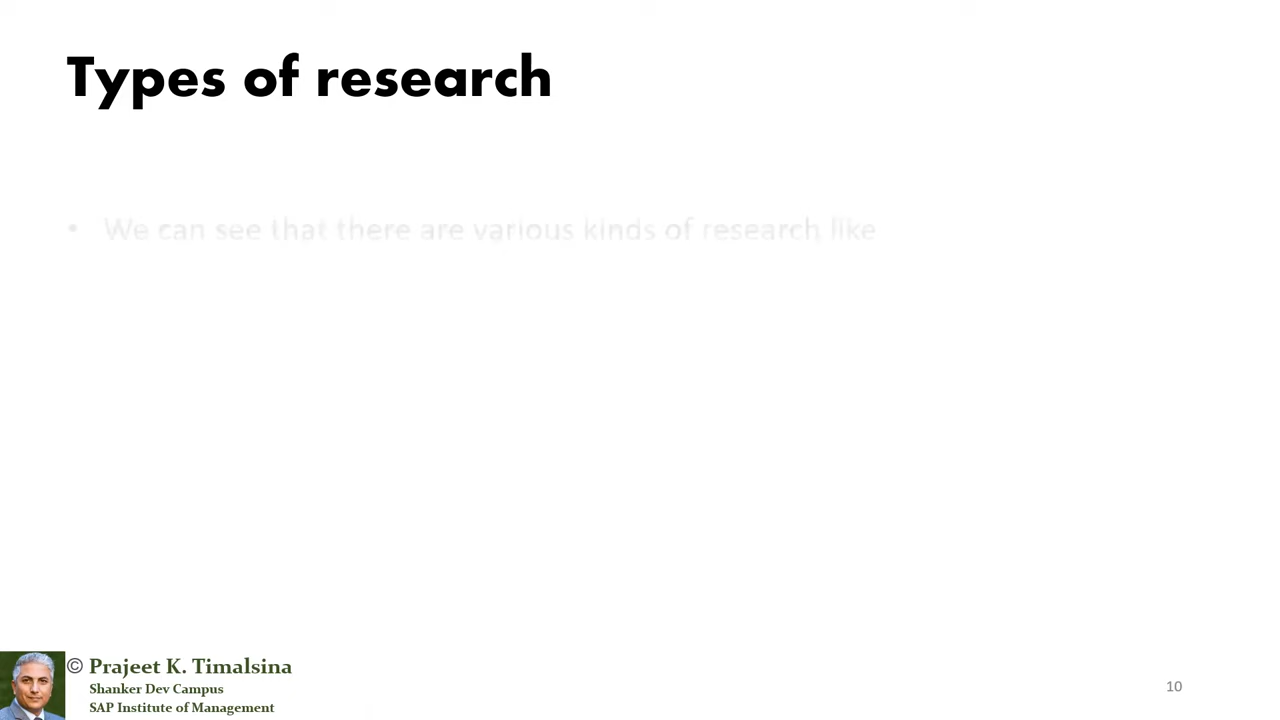 Types of research
• We can see that there are various kinds of research like
© Prajeet K. Timalsina
Shanker Dev Campus
SAP Institute of Management
10